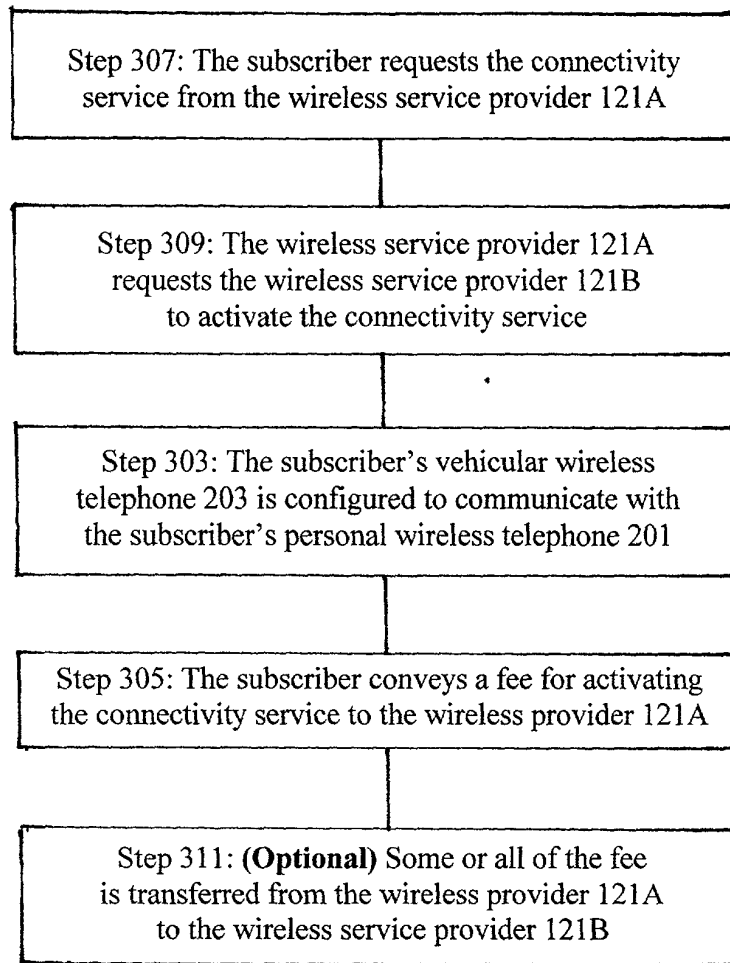 Step 307: The subscriber requests the connectivity
service from the wireless service provider 121A
Step 309: The wireless service provider 121A
requests the wireless service provider 121B
to activate the connectivity service
Step 303: The subscriber's vehicular wireless
telephone 203 is configured to communicate with
the subscriber's personal wireless telephone 201
Step 305: The subscriber conveys a fee for activating
the connectivity service to the wireless provider 121A
Step 311: (Optional) Some or all of the fee
is transferred from the wireless provider 121A
to the wireless service provider 121B